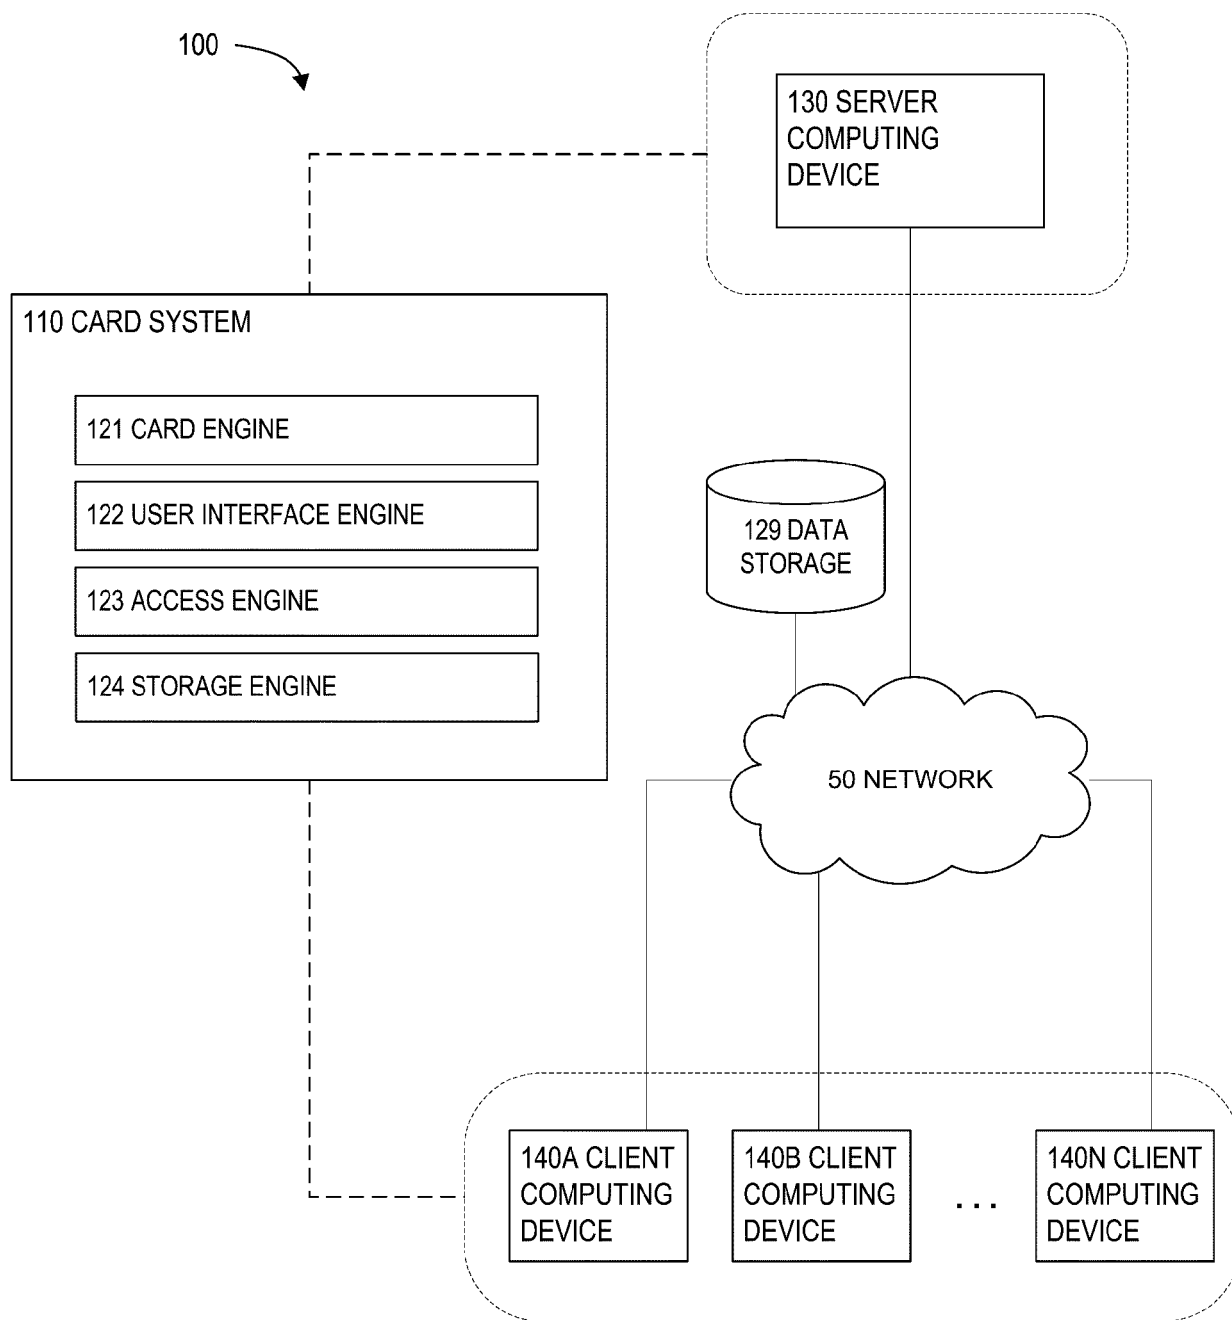 100
130 SERVER
COMPUTING
DEVICE
110 CARD SYSTEM
121 CARD ENGINE
122 USER INTERFACE ENGINE
123 ACCESS ENGINE
124 STORAGE ENGINE
129 DATA
STORAGE
50 NETWORK
140A CLIENT
COMPUTING
DEVICE
140B CLIENT
COMPUTING
DEVICE
...
140N CLIENT
COMPUTING
DEVICE